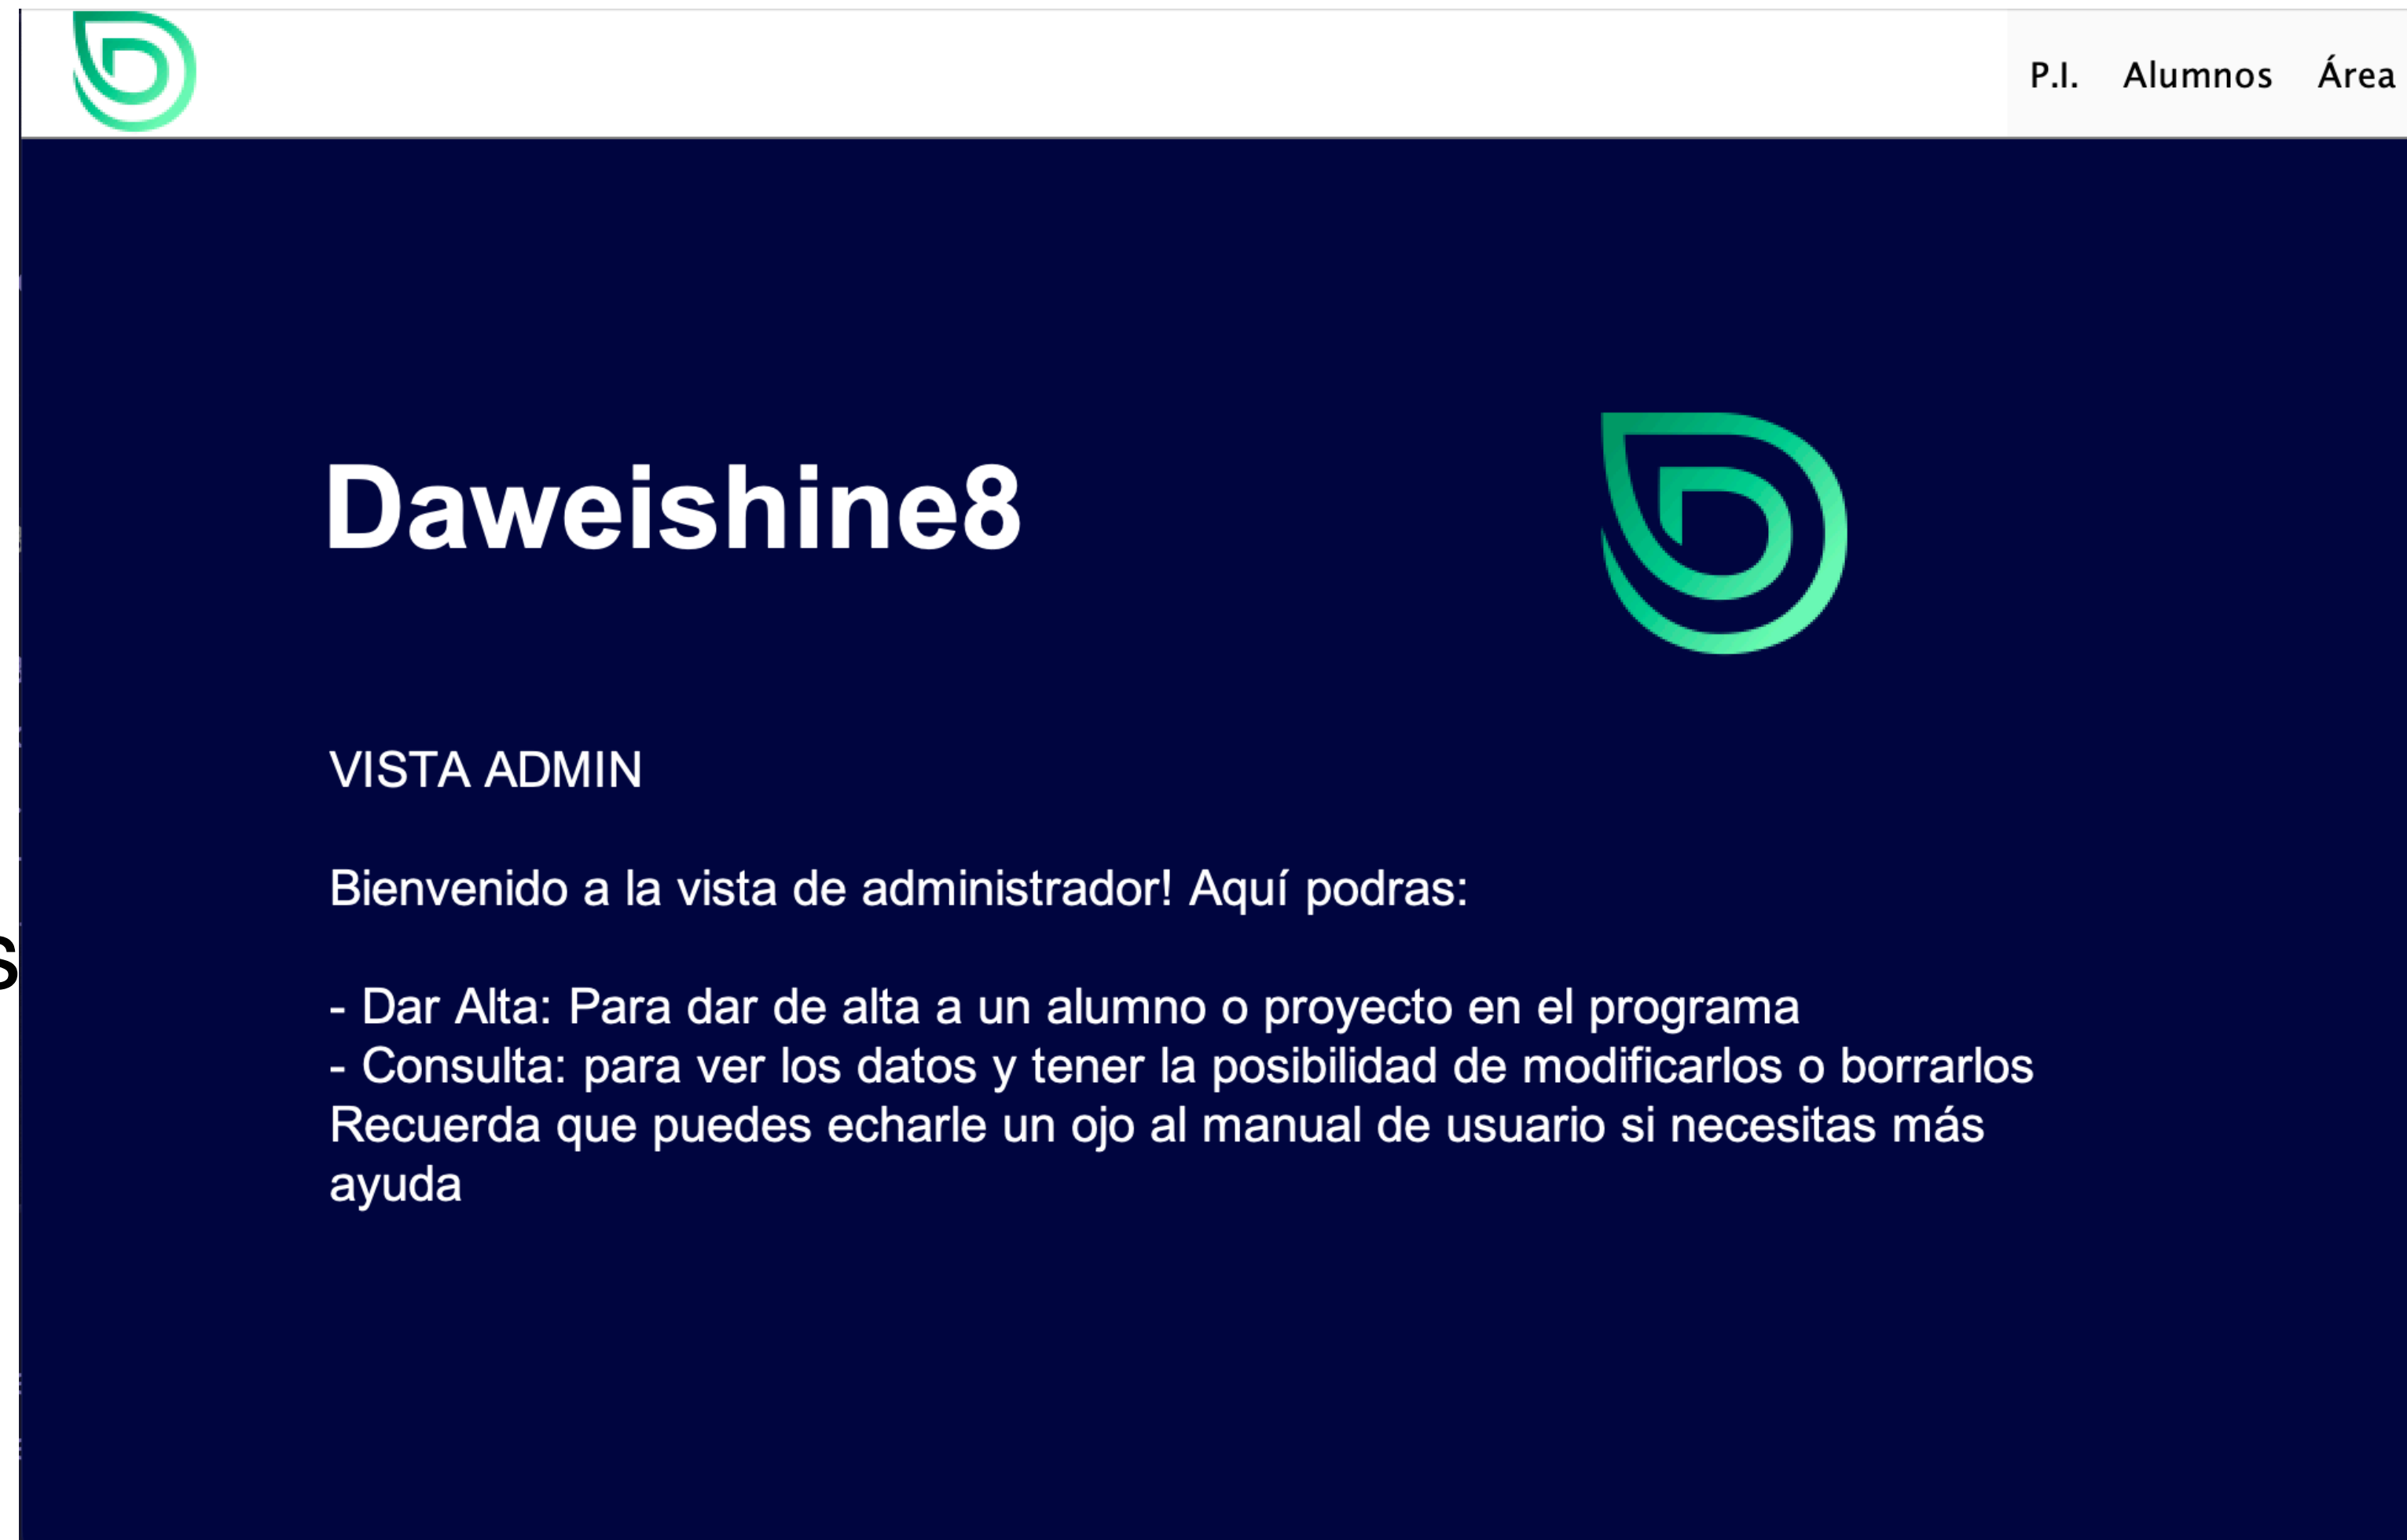 P.I. Alumnos Área
Daweishine8
VISTA ADMIN
Bienvenido a la vista de administrador! Aquí podras:
- Dar Alta: Para dar de alta a un alumno o proyecto en el programa
- Consulta: para ver los datos y tener la posibilidad de modificarlos o borrarlos
Recuerda que puedes echarle un ojo al manual de usuario si necesitas más
ayuda